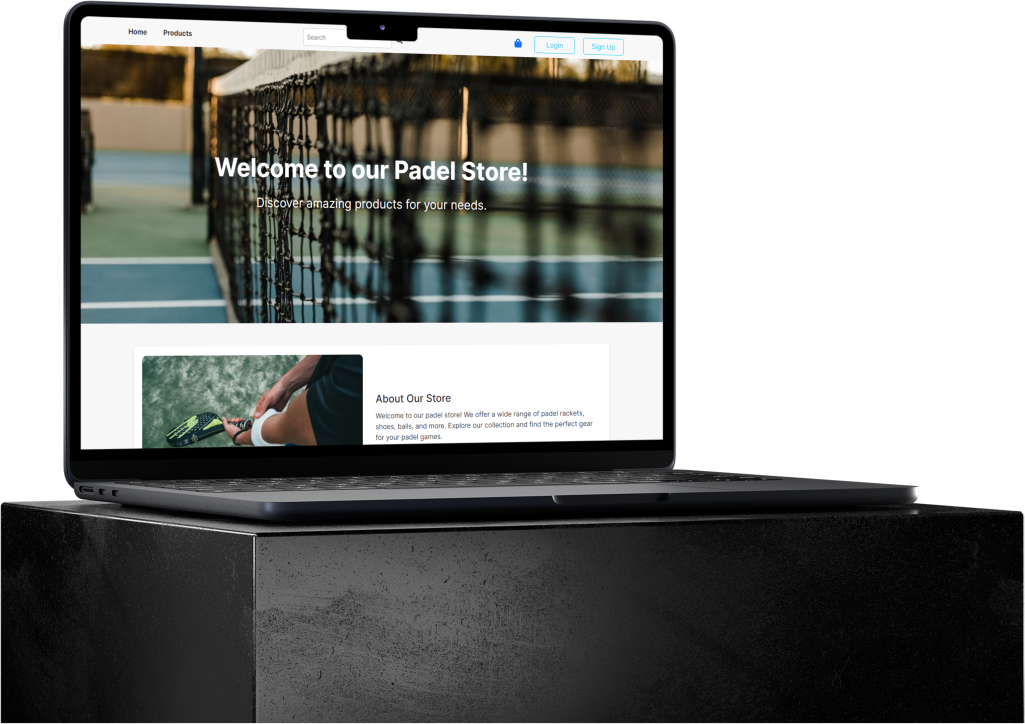 Home
Products
Search
Login
Sign Up
Welcome to our Padel Store!
Discover amazing products for your needs.
About Our Store
Welcome to our padel store! We offer a wide range of padel rackets,
shoes, balls, and more. Explore our collection and find the perfect gear
for your padel games.